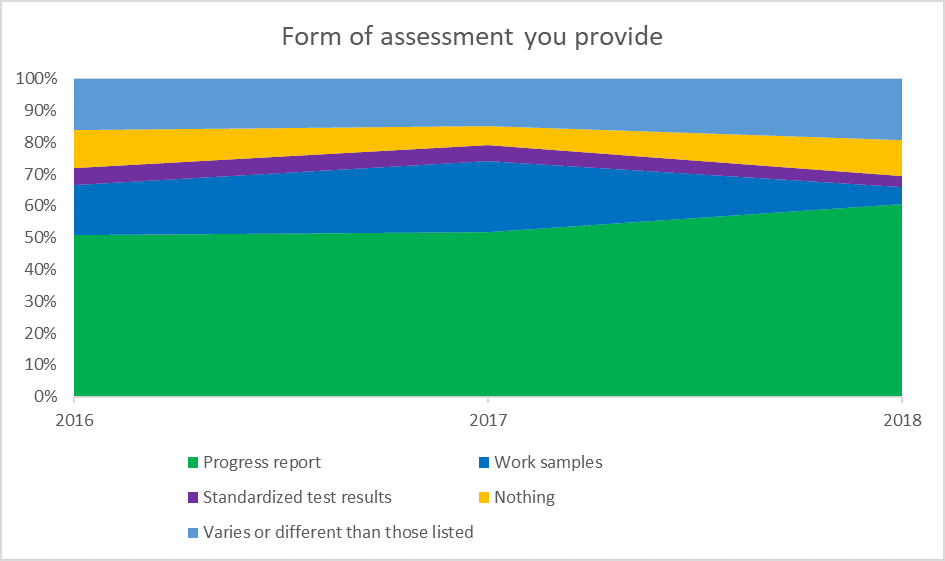 Form of assessment you provide
100%
90%
80%
70%
60%
50%
40%
30%
20%
10%
0%
2016 2017 2018
Progress report Work samples
Standardized test results Nothing
Varies or different than those listed